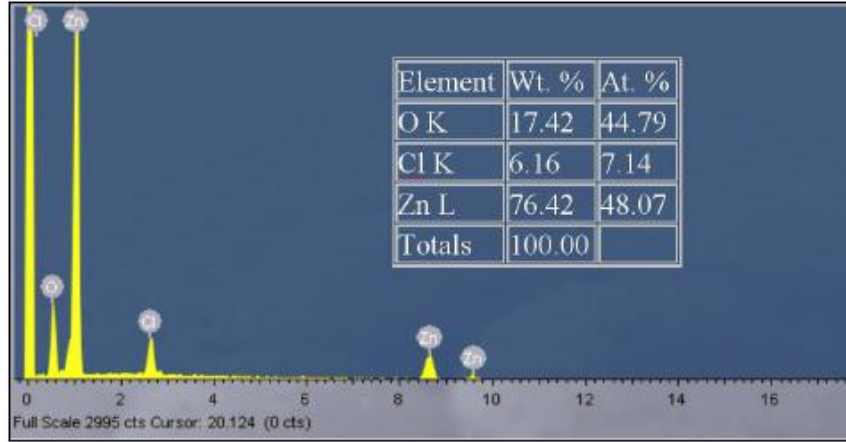 Cl Zn
Element Wt. % At. %
O K 17.42 44.79
Cl K 6.16 7.14
Zn L 76.42 48.07
Totals 100.00
O
Cl
Zn
Zn
0 2 4 6 8 10 12 14 16
Full Scale 2995 cts Cursor: 20.124 (0 cts)